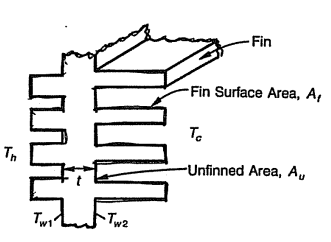 Fin
Fin Surface Area, A_f
T_h
T_c
t
Unfinned Area, A_u
T_w1
T_w2